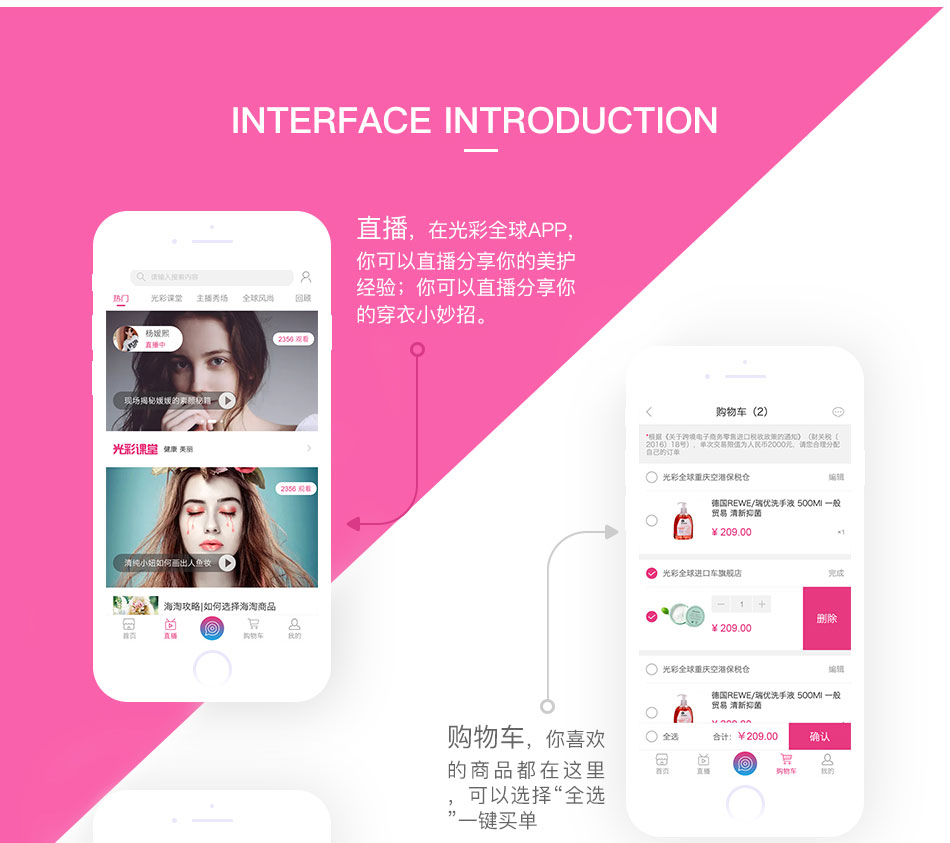 INTERFACE INTRODUCTION
直播，在光彩全球APP，
你可以直播分享你的美护
经验；你可以直播分享你
的穿衣小妙招。
请输入搜索内容
热门 光彩课堂 主播秀场 全球风尚 回顾
杨媛熙
直播中
2356 观看
现场揭秘媛媛的素颜秘籍
光彩课堂 健康 美丽
2356 观看
清纯小妞如何画出人鱼妆
海淘攻略|如何选择海淘商品
首页 直播 购物车 我的
购物车（2）
*根据《关于跨境电子商务零售进口税收政策的通知》（财关税〔
2016〕18号），单次交易限值为人民币2000元，请您合理分配
自己的订单
光彩全球重庆空港保税仓 编辑
德国REWE/瑞优洗手液 500MI 一般
贸易 清新抑菌
¥ 209.00 ×1
光彩全球进口车旗舰店 完成
1
¥ 209.00
删除
光彩全球重庆空港保税仓 编辑
德国REWE/瑞优洗手液 500MI 一般
贸易 清新抑菌
¥ 209.00
全选 合计: ¥209.00 确认
首页 直播 购物车 我的
购物车，你喜欢
的商品都在这里
，可以选择“全选
”一键买单